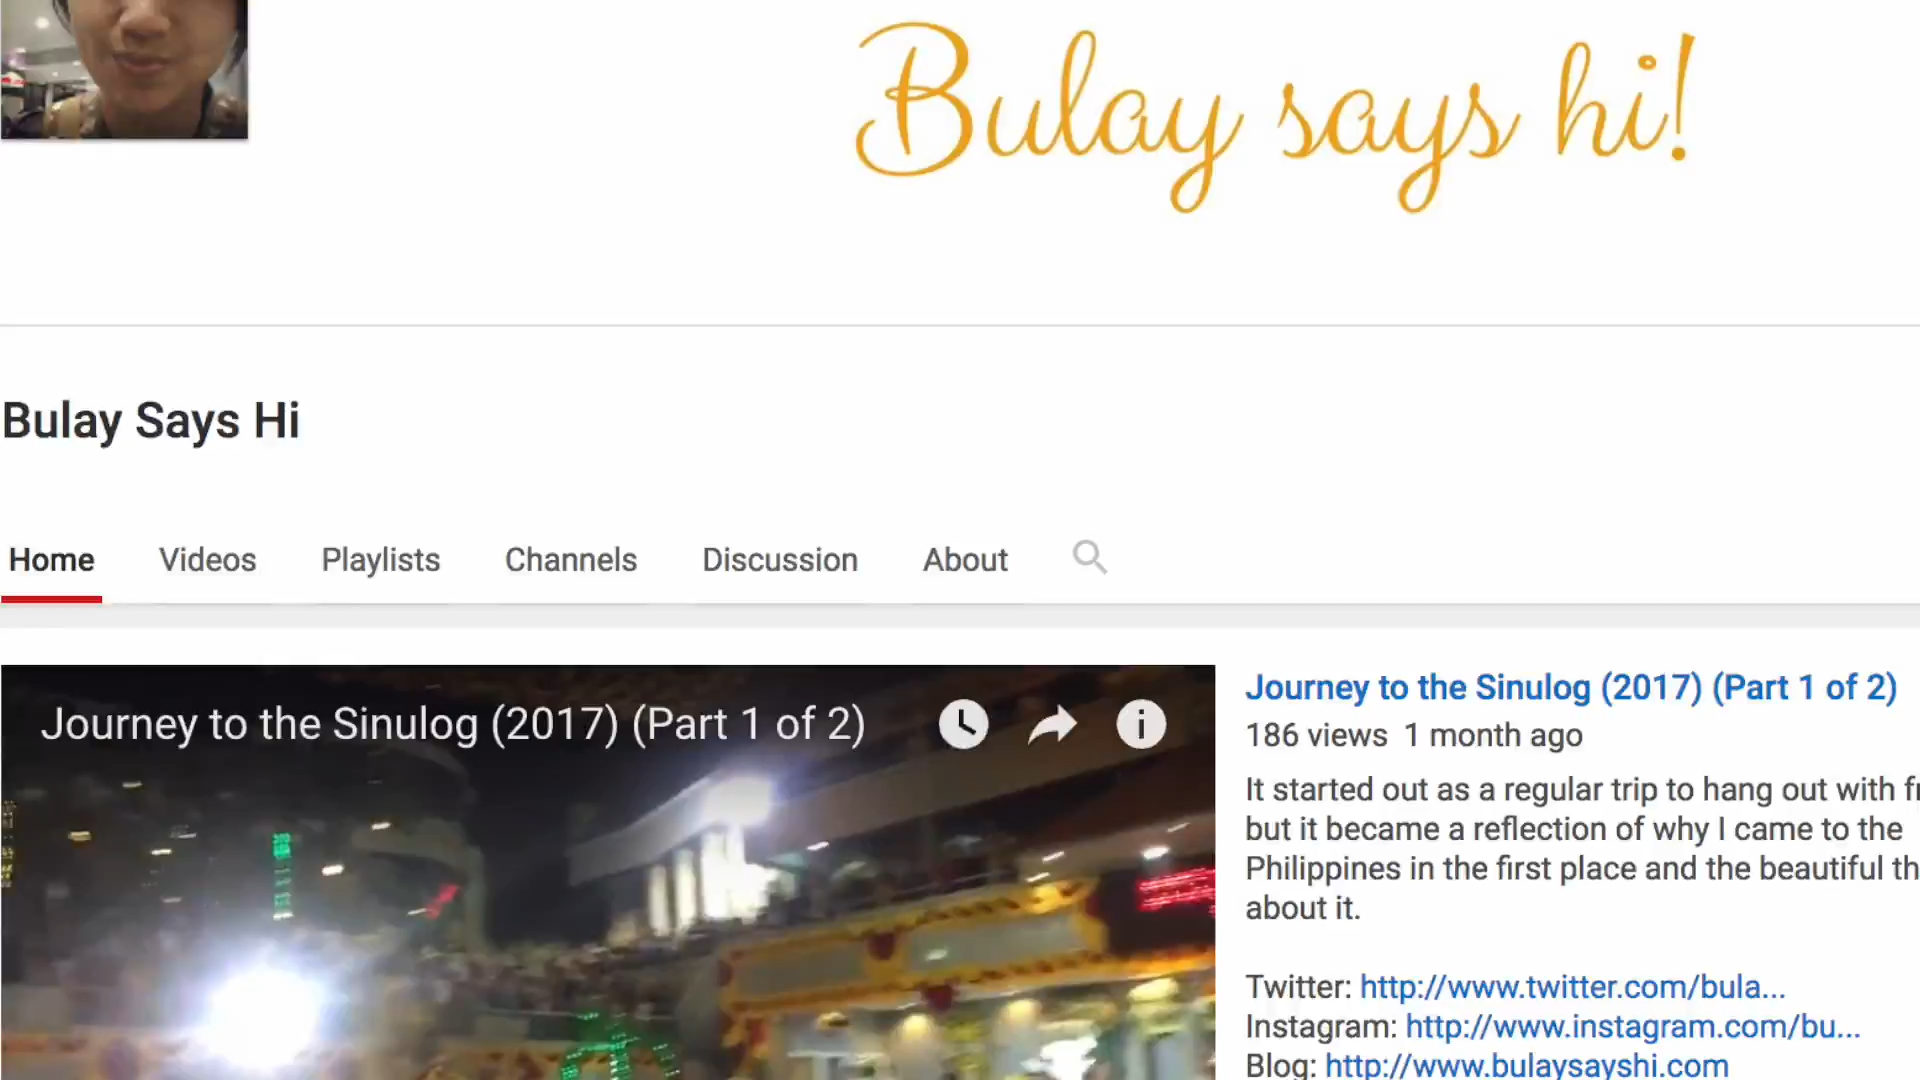 Bulay says hi!
Bulay Says Hi
Home Videos Playlists Channels Discussion About
Journey to the Sinulog (2017) (Part 1 of 2)
Journey to the Sinulog (2017) (Part 1 of 2)
186 views 1 month ago
It started out as a regular trip to hang out with
but it became a reflection of why I came to the
Philippines in the first place and the beautiful
about it.
Twitter: http://www.twitter.com/bula...
Instagram: http://www.instagram.com/bu...
Blog: http://www.bulaysayshi.com